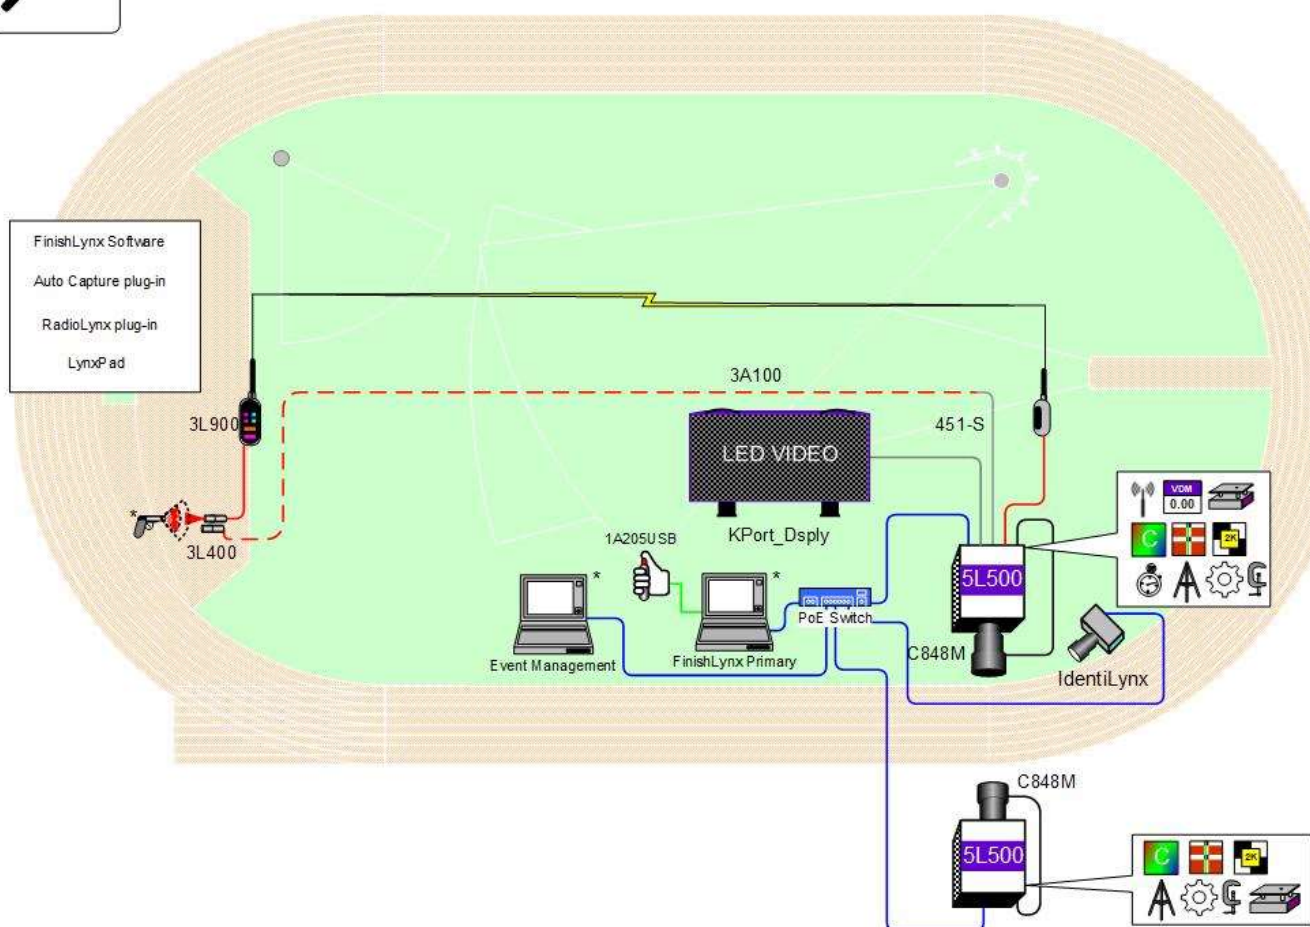 FinishLynx Software
Auto Capture plug-in
RadioLynx plug-in
LynxPad
3A100
3L900
451-S
LED VIDEO
VDM
0.00
*
3L400
KPort_Dsply
1A205USB
C
2K
*
*
5L500
PoE Switch
Event Management
FinishLynx Primary
C848M
IdentiLynx
C848M
5L500
C
2K